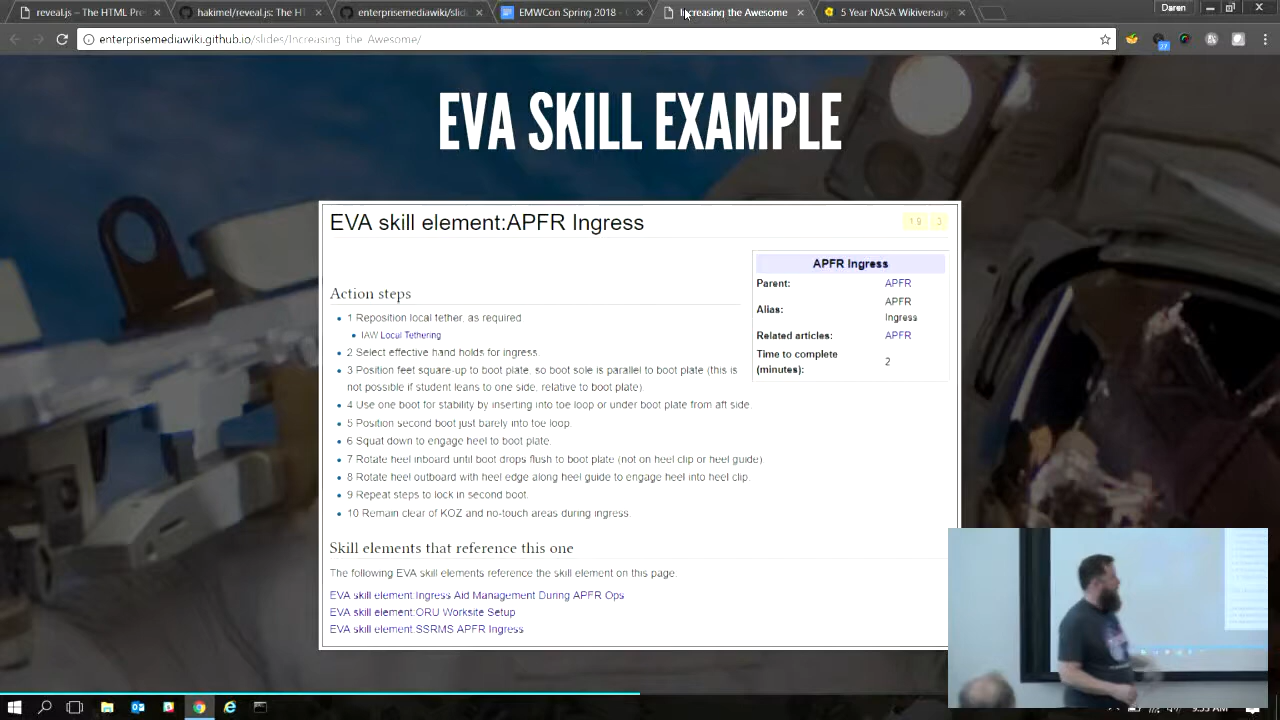 reveal.js – The HTML Pres
hakimel/reveal.js: The HT
enterprisemediawiki/slid
EMWCon Spring 2018 -
Increasing the Awesome
5 Year NASA Wikiversary
Daren
enterprisemediawiki.github.io/slides/Increasing-the-Awesome/
EVA SKILL EXAMPLE
EVA skill element:APFR Ingress
19 3
APFR Ingress
Parent: APFR
Alias: APFR Ingress
Related articles: APFR
Time to complete (minutes): 2
Action steps
1 Reposition local tether, as required
IAW Local Tethering
2 Select effective hand holds for ingress.
3 Position feet square-up to boot plate, so boot sole is parallel to boot plate (this is
not possible if student leans to one side, relative to boot plate)
4 Use one boot for stability by inserting into toe loop or under boot plate from aft side.
5 Position second boot just barely into toe loop.
6 Squat down to engage heel to boot plate.
7 Rotate heel inboard until boot drops flush to boot plate (not on heel clip or heel guide)
8 Rotate heel outboard with heel edge along heel guide to engage heel into heel clip.
9 Repeat steps to lock in second boot.
10 Remain clear of KOZ and no-touch areas during ingress.
Skill elements that reference this one
The following EVA skill elements reference the skill element on this page.
EVA skill element:Ingress Aid Management During APFR Ops
EVA skill element:ORU Worksite Setup
EVA skill element:SSRMS APFR Ingress